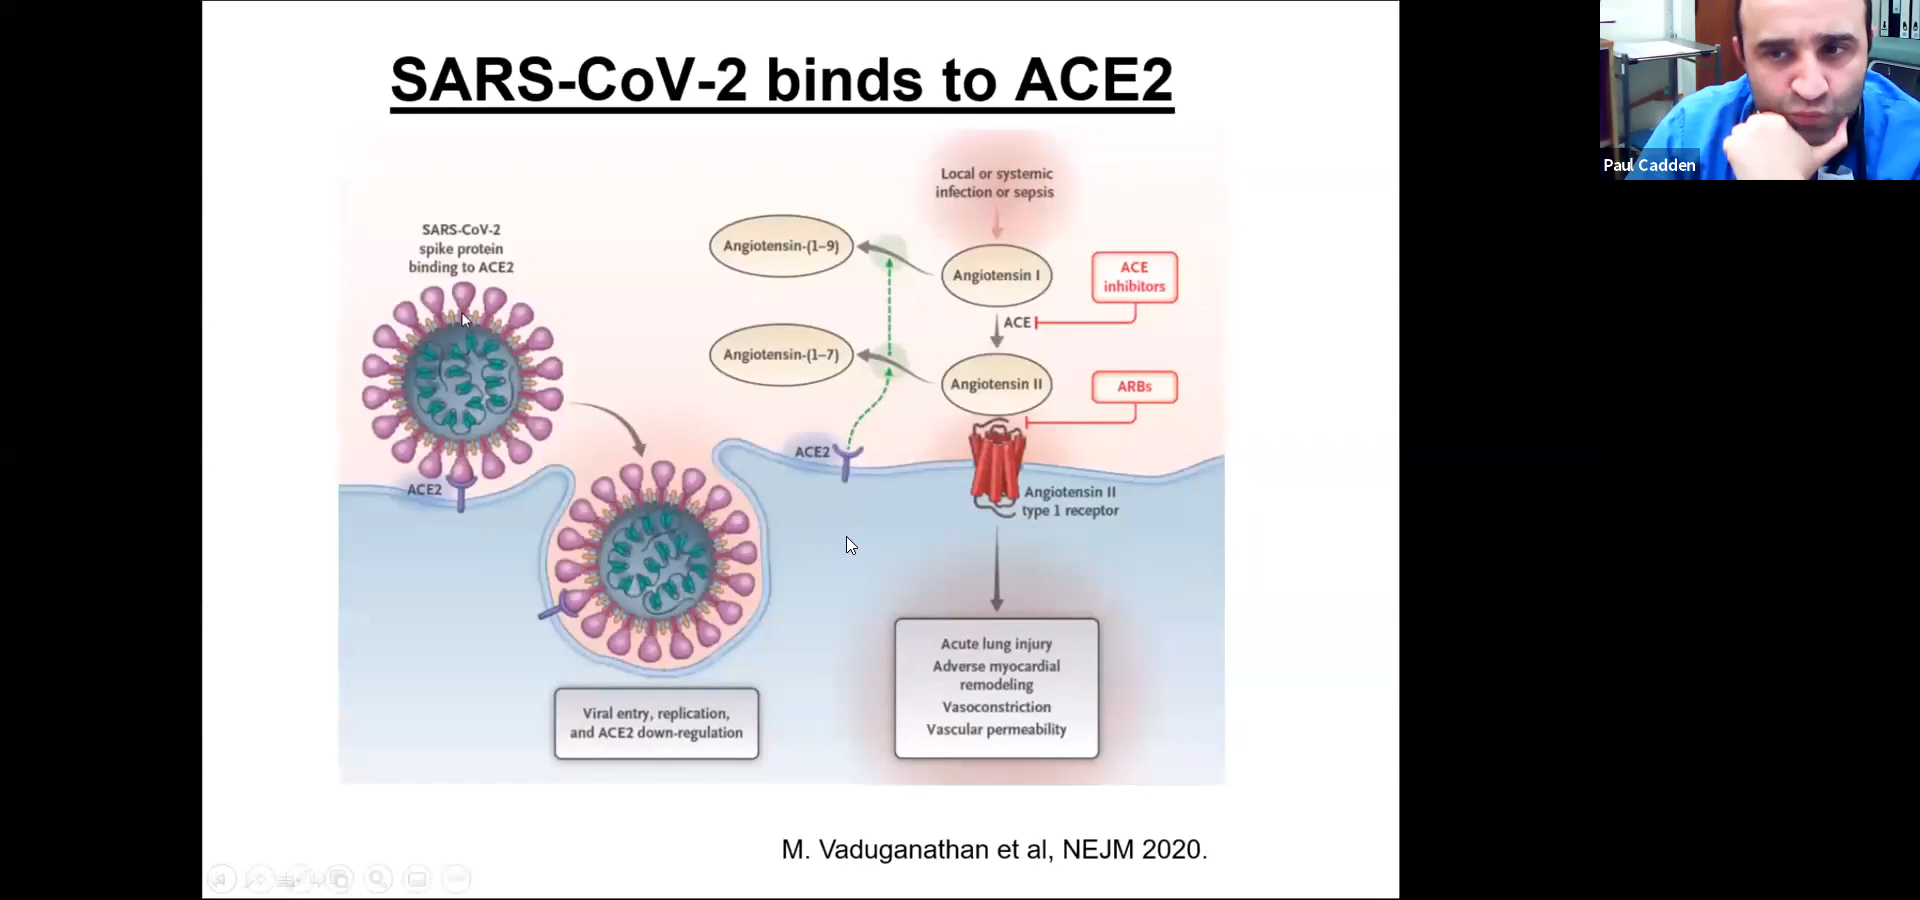 SARS-CoV-2 binds to ACE2
Local or systemic
infection or sepsis
SARS-CoV-2
spike protein
binding to ACE2
Angiotensin-(1–9)
Angiotensin I
ACE
inhibitors
ACE
Angiotensin-(1–7)
Angiotensin II
ARBs
ACE2
ACE2
Angiotensin II
type 1 receptor
Viral entry, replication,
and ACE2 down-regulation
Acute lung injury
Adverse myocardial
remodeling
Vasoconstriction
Vascular permeability
M. Vaduganathan et al, NEJM 2020.
Paul Cadden